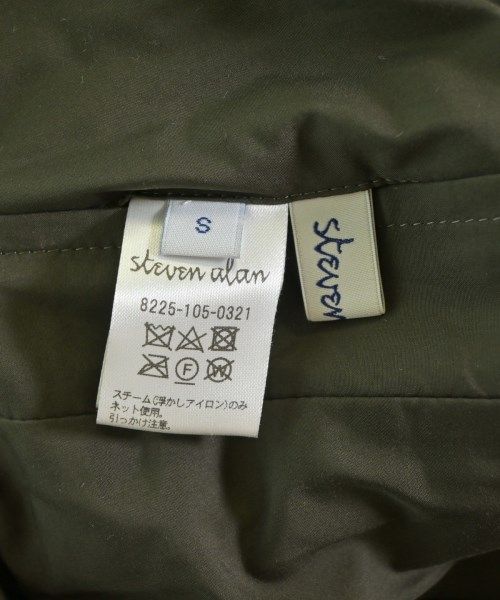 S
steven alan
8225-105-0321
F
W
スチーム(浮かしアイロン)のみ
ネット使用。
引っかけ注意。
steven